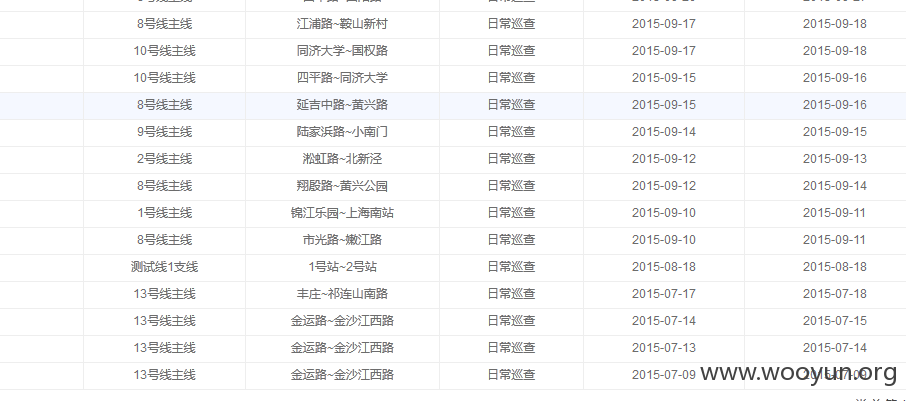 8号线主线 江浦路~鞍山新村 日常巡查 2015-09-17 2015-09-18
10号线主线 同济大学~国权路 日常巡查 2015-09-17 2015-09-18
10号线主线 四平路~同济大学 日常巡查 2015-09-15 2015-09-16
8号线主线 延吉中路~黄兴路 日常巡查 2015-09-15 2015-09-16
9号线主线 陆家浜路~小南门 日常巡查 2015-09-14 2015-09-15
2号线主线 淞虹路~北新泾 日常巡查 2015-09-12 2015-09-13
8号线主线 翔殷路~黄兴公园 日常巡查 2015-09-12 2015-09-14
1号线主线 锦江乐园~上海南站 日常巡查 2015-09-10 2015-09-11
8号线主线 市光路~嫩江路 日常巡查 2015-09-10 2015-09-11
测试线1支线 1号站~2号站 日常巡查 2015-08-18 2015-08-18
13号线主线 丰庄~祁连山南路 日常巡查 2015-07-17 2015-07-18
13号线主线 金运路~金沙江西路 日常巡查 2015-07-14 2015-07-15
13号线主线 金运路~金沙江西路 日常巡查 2015-07-13 2015-07-14
13号线主线 金运路~金沙江西路 日常巡查 2015-07-09 2015-07-09
www.wooyun.org